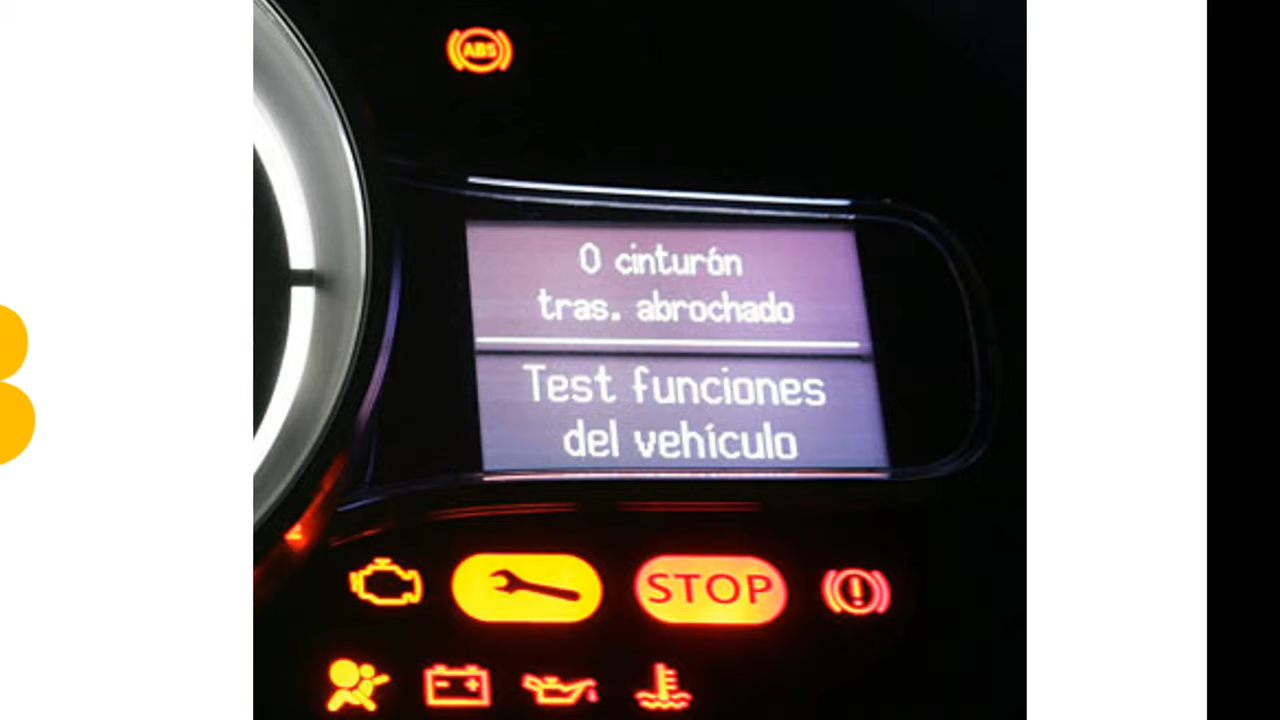 ABS
0 cinturón
tras. abrochado
Test funciones
del vehículo
STOP